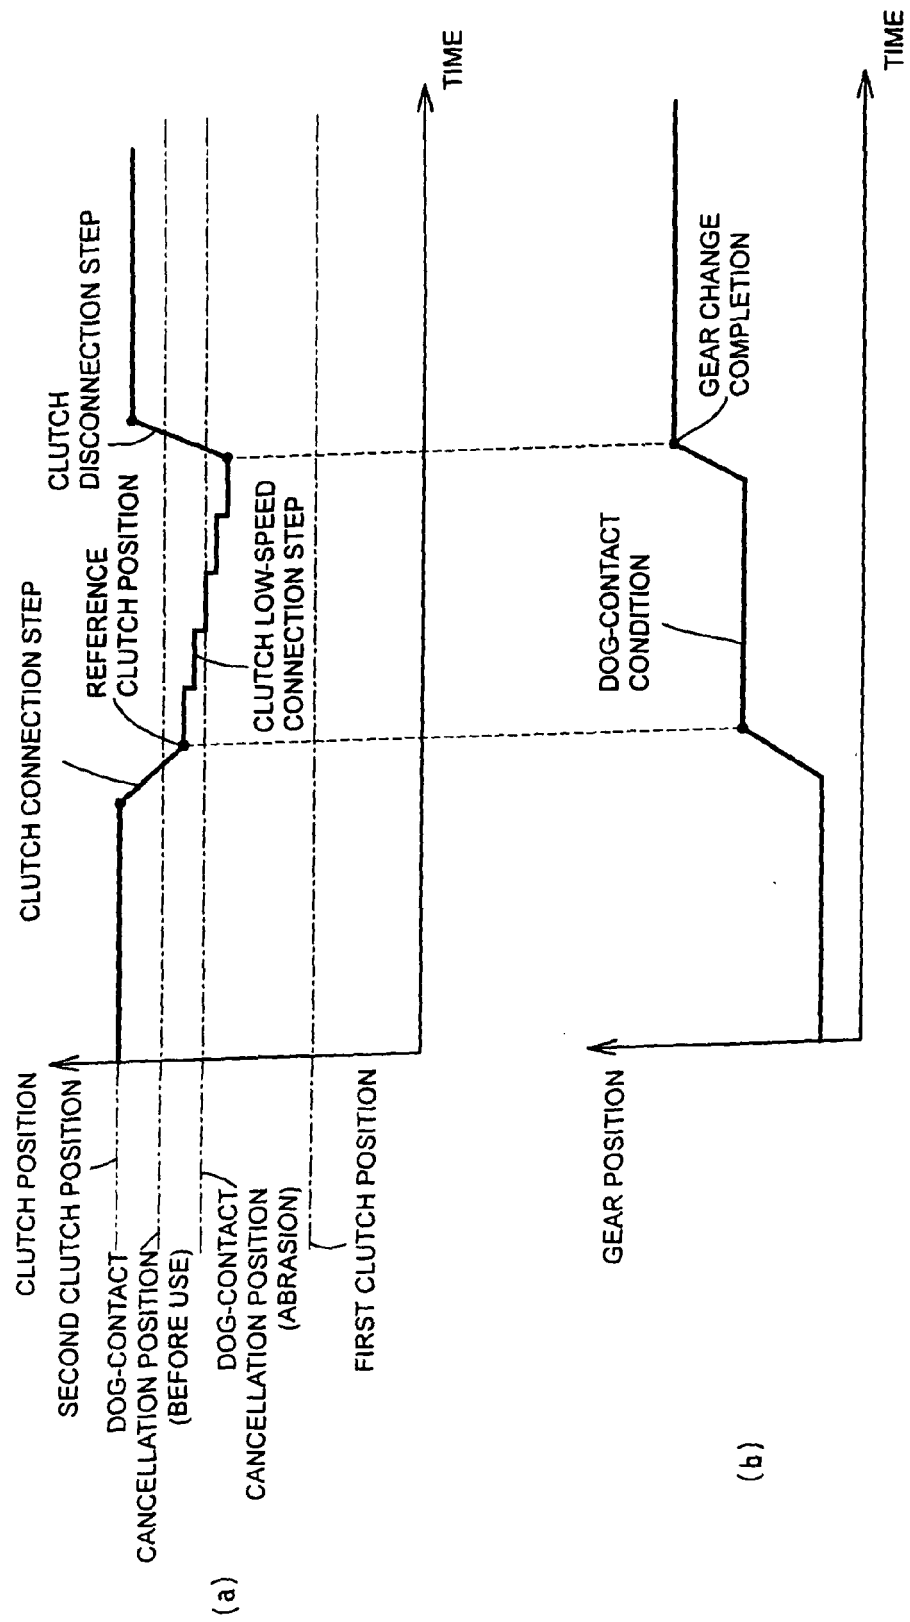 (a)
CLUTCH POSITION
SECOND CLUTCH POSITION
DOG-CONTACT
CANCELLATION POSITION
(BEFORE USE)
DOG-CONTACT
CANCELLATION POSITION
(ABRASION)
FIRST CLUTCH POSITION
CLUTCH CONNECTION STEP
REFERENCE
CLUTCH POSITION
CLUTCH
DISCONNECTION STEP
CLUTCH LOW-SPEED
CONNECTION STEP
TIME
(b)
GEAR POSITION
DOG-CONTACT
CONDITION
GEAR CHANGE
COMPLETION
TIME